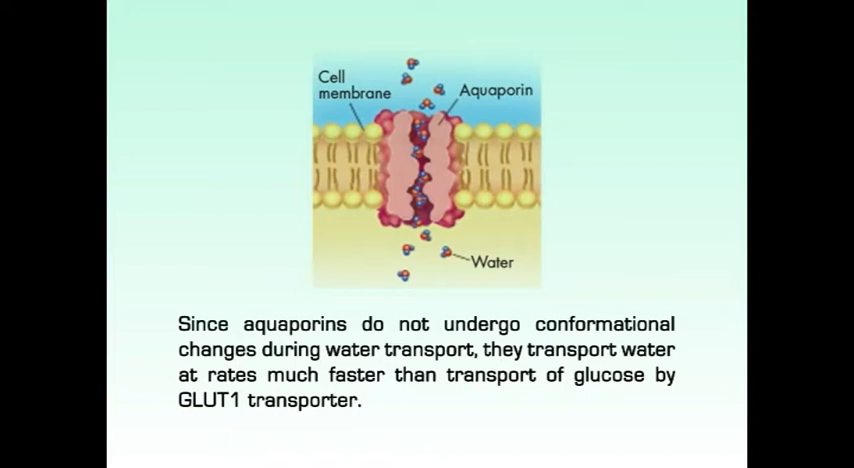 Cell
membrane
Aquaporin
Water
Since aquaporins do not undergo conformational
changes during water transport, they transport water
at rates much faster than transport of glucose by
GLUT1 transporter.